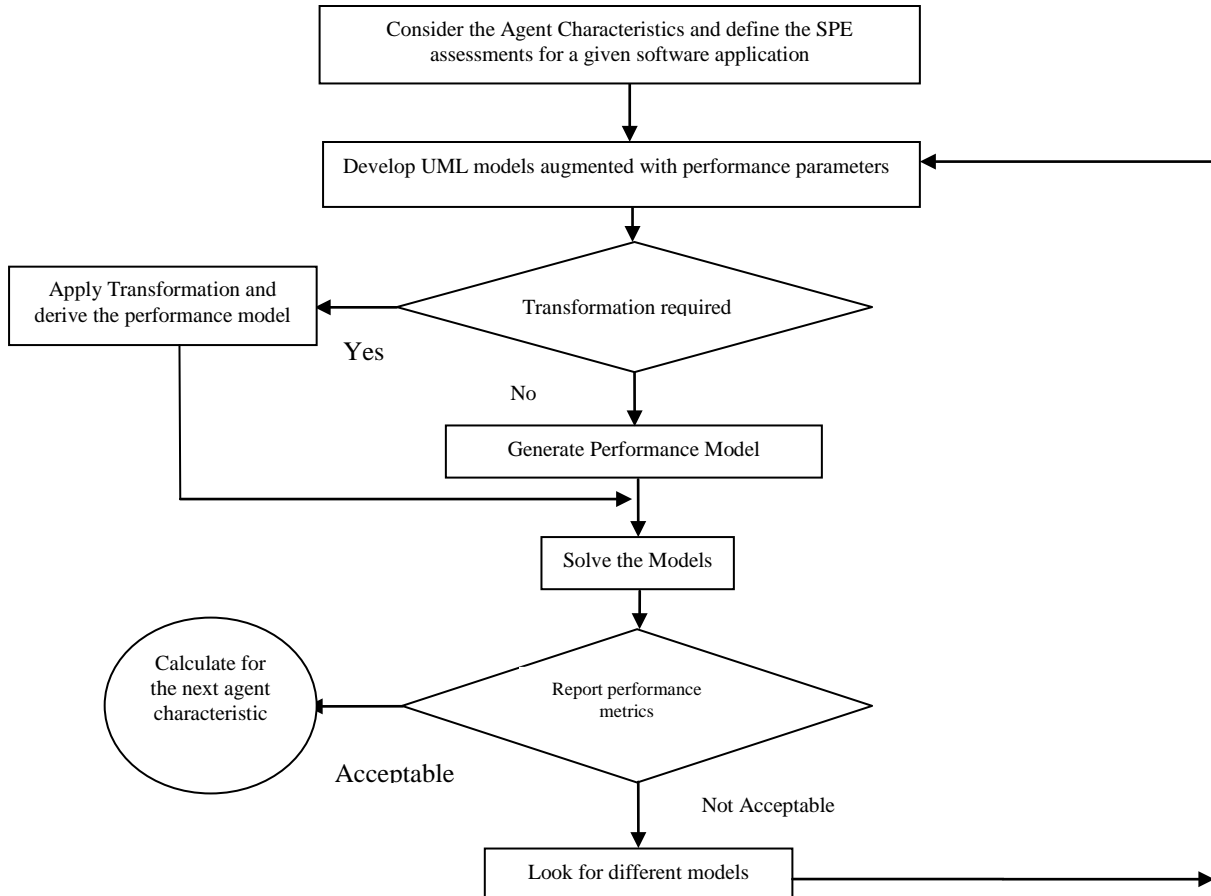 Consider the Agent Characteristics and define the SPE
assessments for a given software application
Develop UML models augmented with performance parameters
Apply Transformation and
derive the performance model
Transformation required
Yes
No
Generate Performance Model
Solve the Models
Calculate for
the next agent
characteristic
Report performance
metrics
Acceptable
Not Acceptable
Look for different models